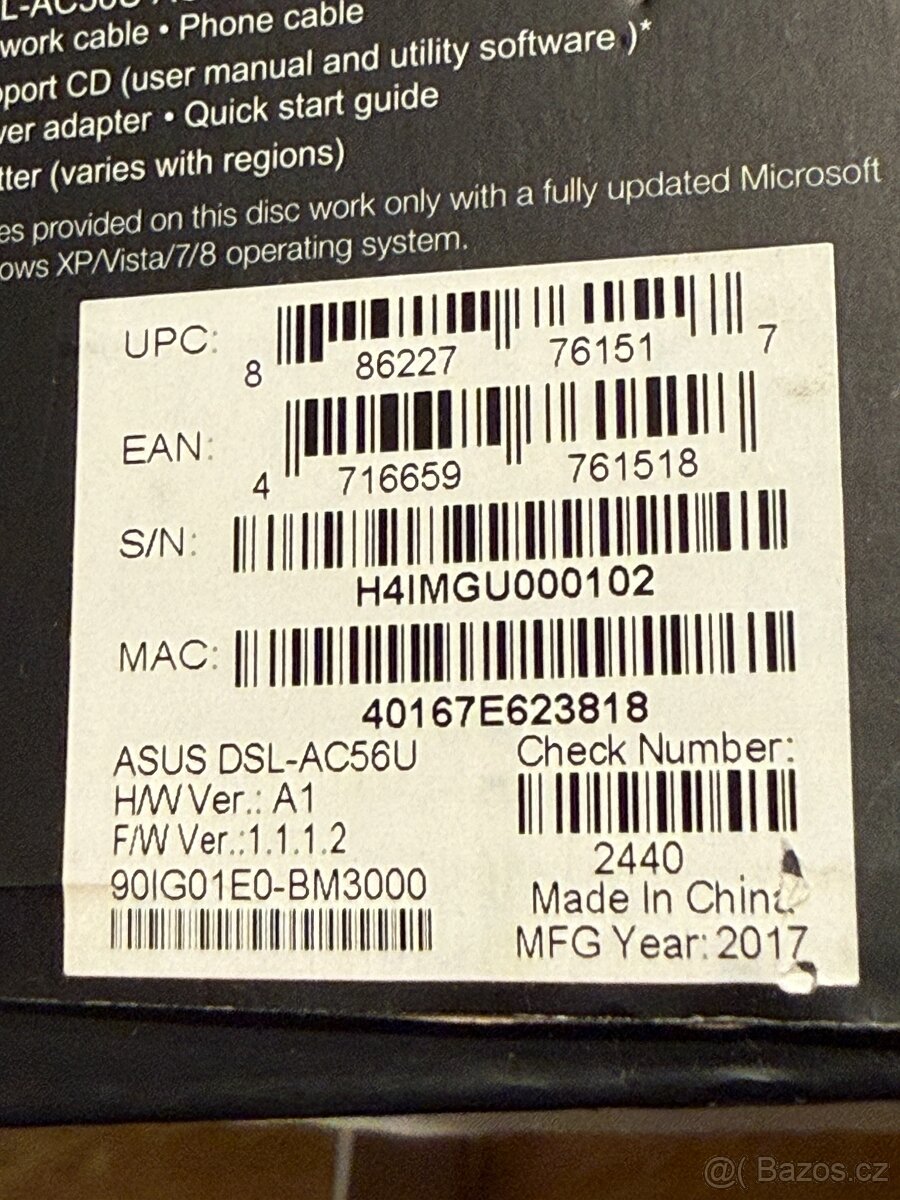 work cable • Phone cable
pport CD (user manual and utility software )*
wer adapter • Quick start guide
tter (varies with regions)
es provided on this disc work only with a fully updated Microsoft
ows XP/Vista/7/8 operating system.
UPC: 8 86227 76151 7
EAN: 4 716659 761518
S/N:
H4IMGU000102
MAC:
40167E623818
ASUS DSL-AC56U
H/W Ver.: A1
F/W Ver.:1.1.1.2
90IG01E0-BM3000
Check Number:
2440
Made In China
MFG Year: 2017
@( Bazos.cz